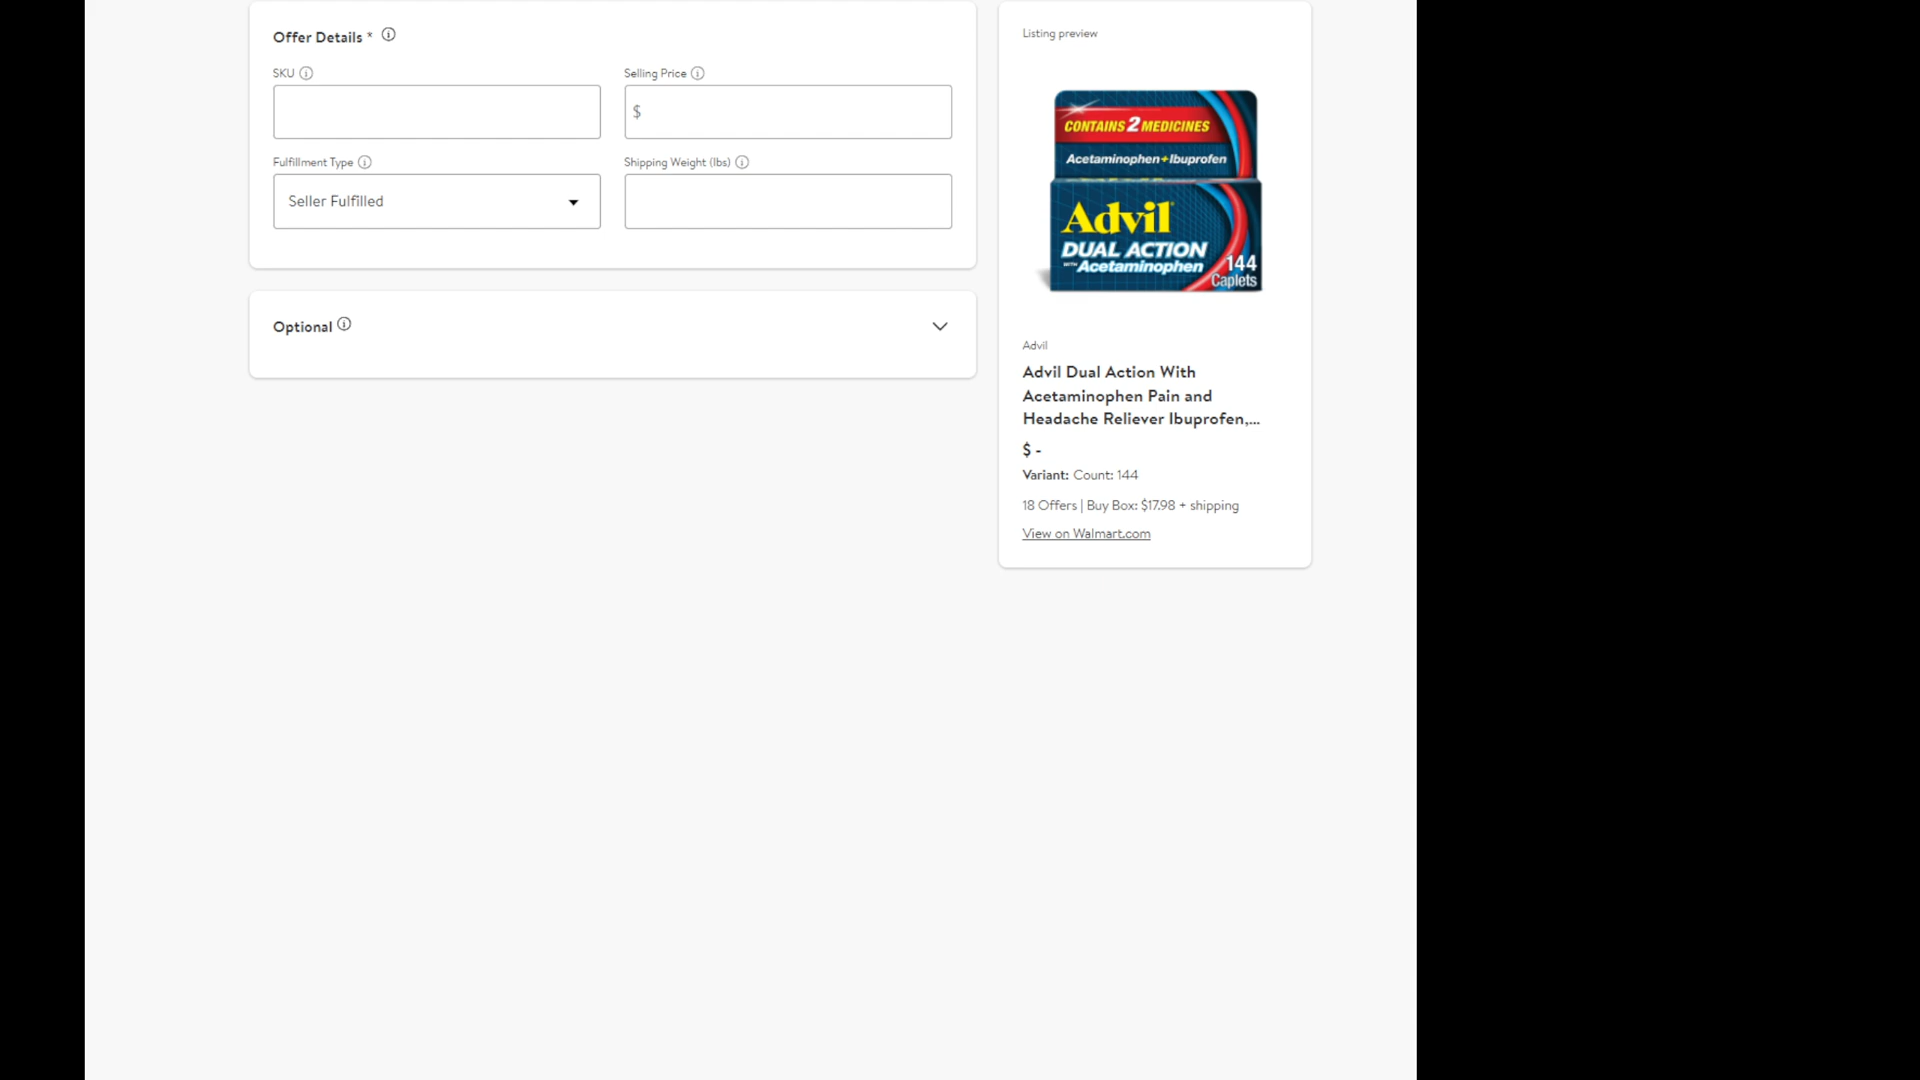 Offer Details *
SKU
Selling Price
$
Fulfillment Type
Shipping Weight (lbs)
Seller Fulfilled
Optional
Listing preview
CONTAINS 2 MEDICINES
Acetaminophen+Ibuprofen
Advil
DUAL ACTION
WITH Acetaminophen
144
Caplets
Advil
Advil Dual Action With
Acetaminophen Pain and
Headache Reliever Ibuprofen,...
$ -
Variant: Count: 144
18 Offers | Buy Box: $17.98 + shipping
View on Walmart.com